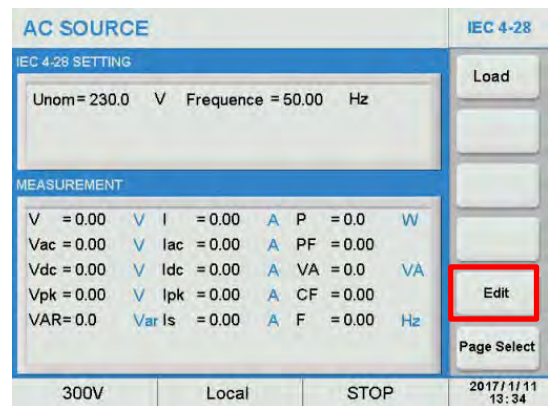 AC SOURCE
IEC 4-28
IEC 4-28 SETTING
Unom= 230.0 V Frequence = 50.00 Hz
Load
MEASUREMENT
V = 0.00 V I = 0.00 A P = 0.0 W
Vac = 0.00 V Iac = 0.00 A PF = 0.00
Vdc = 0.00 V Idc = 0.00 A VA = 0.0 VA
Vpk = 0.00 V Ipk = 0.00 A CF = 0.00
VAR= 0.0 Var Is = 0.00 A F = 0.00 Hz
Edit
Page Select
300V Local STOP
2017/ 1/ 11
13: 34